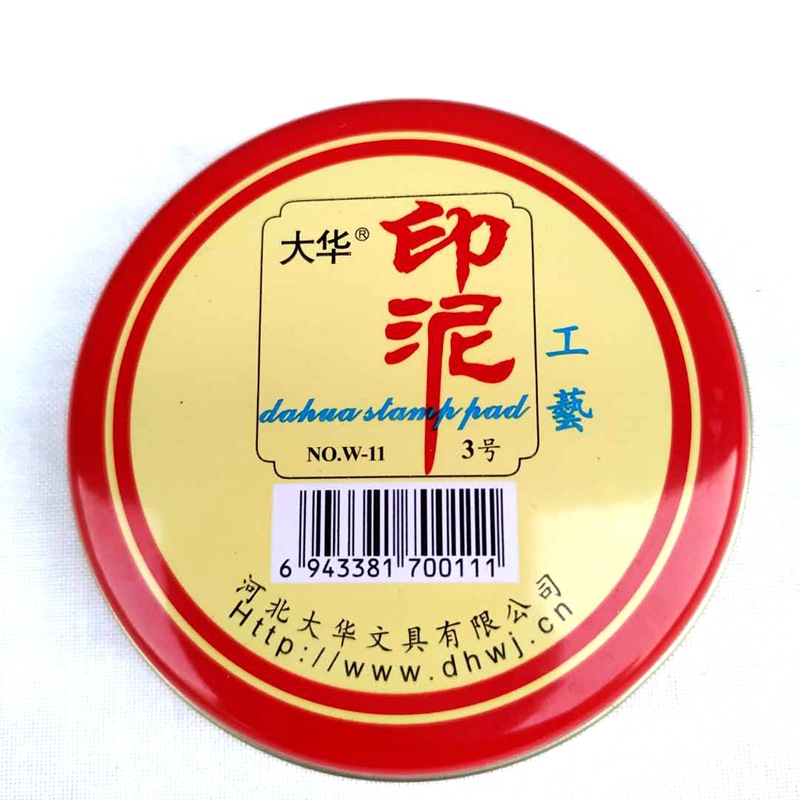 大华®
印泥
工藝
dahua stamp pad
NO.W-11 3号
6 943381 700111
河北大华文具有限公司
Http://www.dhwj.cn